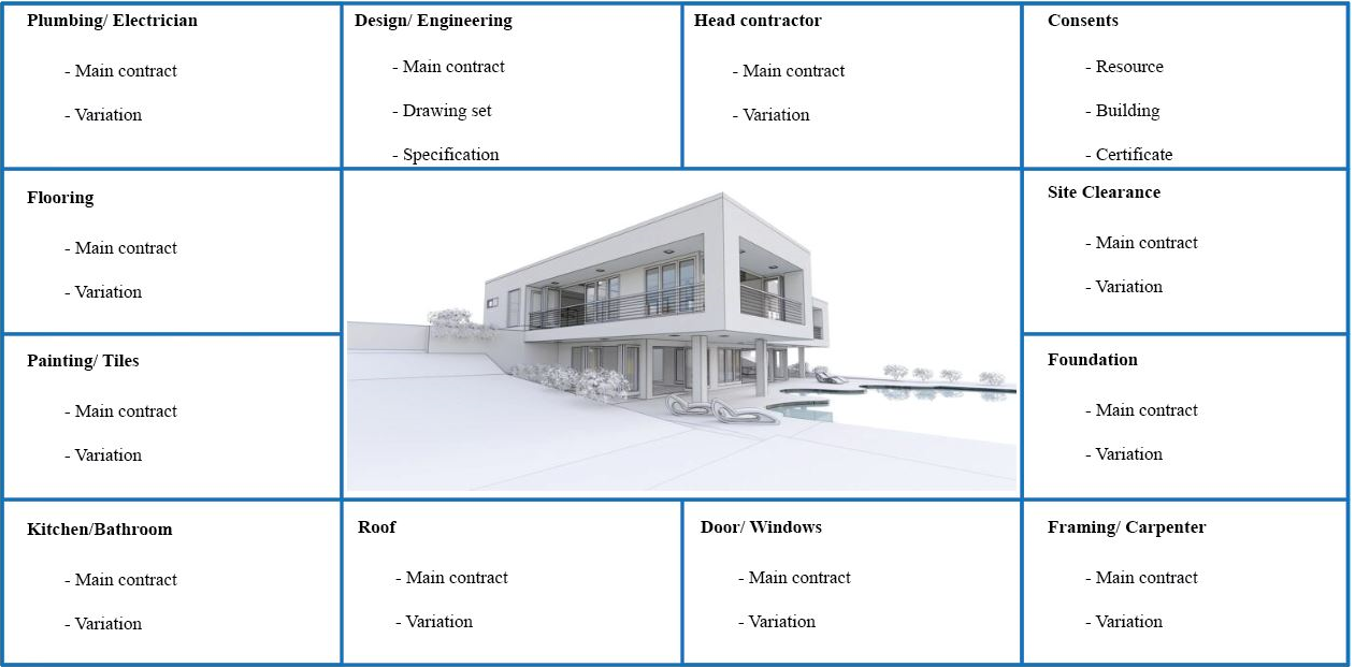 Plumbing/ Electrician
- Main contract
- Variation
Design/ Engineering
- Main contract
- Drawing set
- Specification
Head contractor
- Main contract
- Variation
Consents
- Resource
- Building
- Certificate
Flooring
- Main contract
- Variation
Site Clearance
- Main contract
- Variation
Painting/ Tiles
- Main contract
- Variation
Foundation
- Main contract
- Variation
Kitchen/Bathroom
- Main contract
- Variation
Roof
- Main contract
- Variation
Door/ Windows
- Main contract
- Variation
Framing/ Carpenter
- Main contract
- Variation